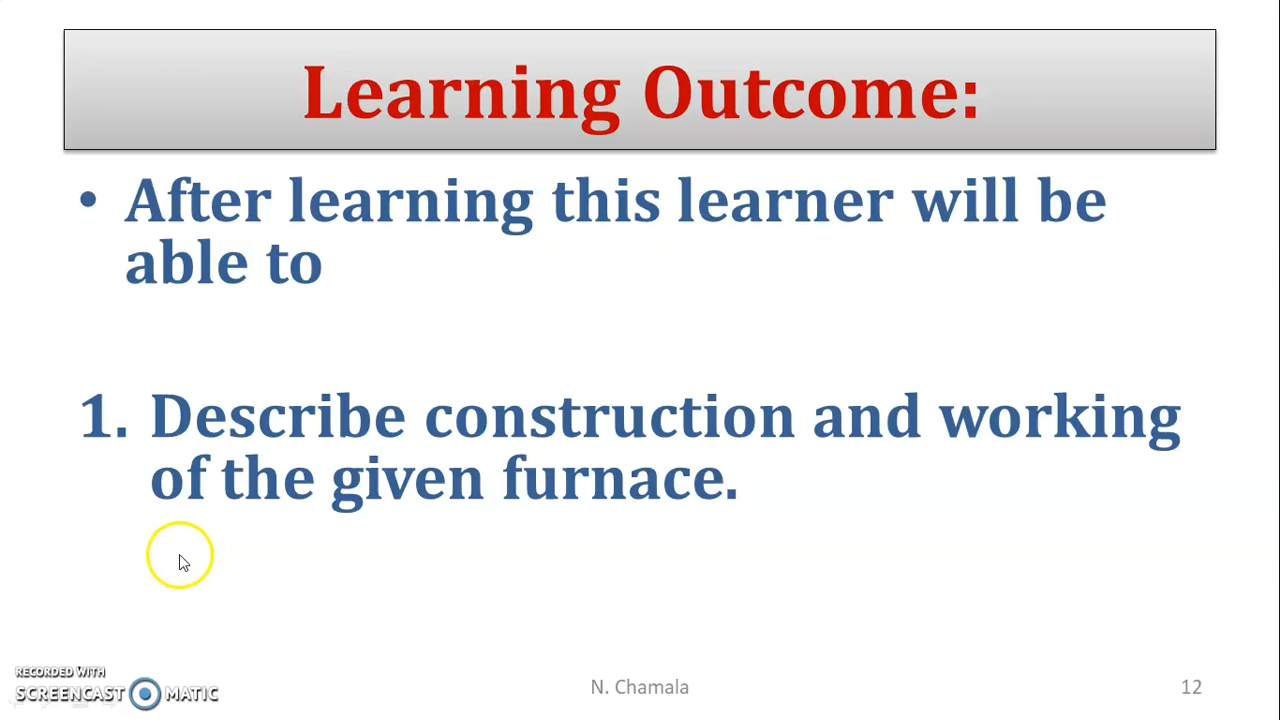 Learning Outcome:
• After learning this learner will be
able to
1. Describe construction and working
of the given furnace.
RECORDED WITH
SCREENCAST MATIC
N. Chamala
12